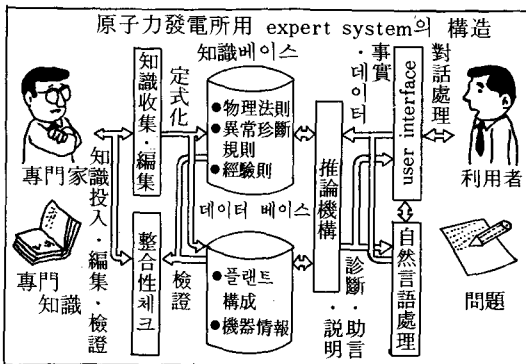 原子力發電所用 expert system의 構造
知識베이스
專門家
專門
知識
知識投入·編集·檢證
知識收集·編集
整合性체크
定式化
檢證
●物理法則
●異常診斷
規則
●經驗則
데이터 베이스
●플랜트
構成
●機器情報
推論機構
事實
·데이터
診斷·助言
·說明
user interface
自然言語處理
對話處理
利用者
問題